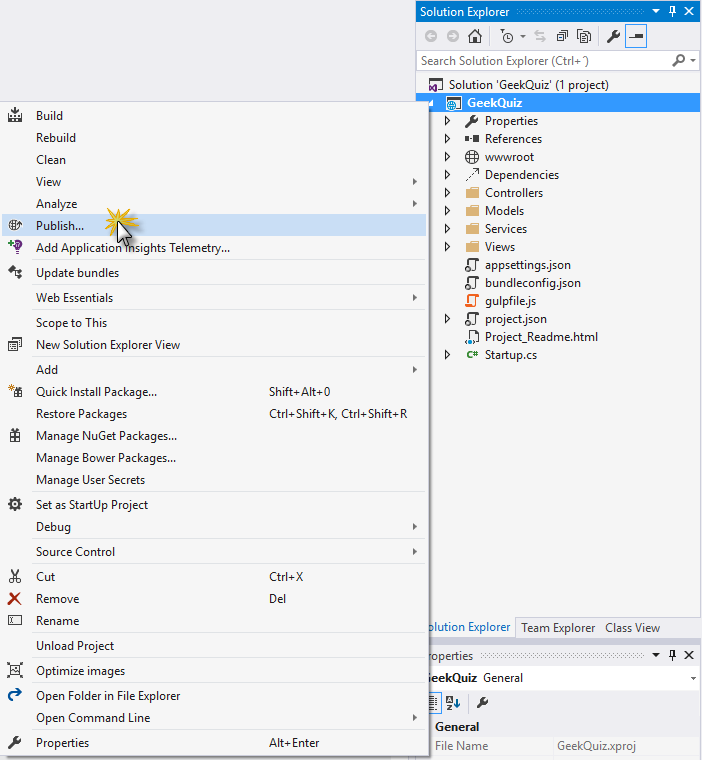 Solution Explorer
Search Solution Explorer (Ctrl+´)
Solution 'GeekQuiz' (1 project)
GeekQuiz
Properties
References
wwwroot
Dependencies
Controllers
Models
Services
Views
appsettings.json
bundleconfig.json
gulpfile.js
project.json
Project_Readme.html
C# Startup.cs
Build
Rebuild
Clean
View
Analyze
Publish...
Add Application Insights Telemetry...
Update bundles
Web Essentials
Scope to This
New Solution Explorer View
Add
Quick Install Package... Shift+Alt+0
Restore Packages Ctrl+Shift+K, Ctrl+Shift+R
Manage NuGet Packages...
Manage Bower Packages...
Manage User Secrets
Set as StartUp Project
Debug
Source Control
Cut Ctrl+X
Remove Del
Rename
Unload Project
Optimize images
Open Folder in File Explorer
Open Command Line
Properties Alt+Enter
olution Explorer Team Explorer Class View
roperties
eekQuiz General
General
File Name GeekQuiz.xproj